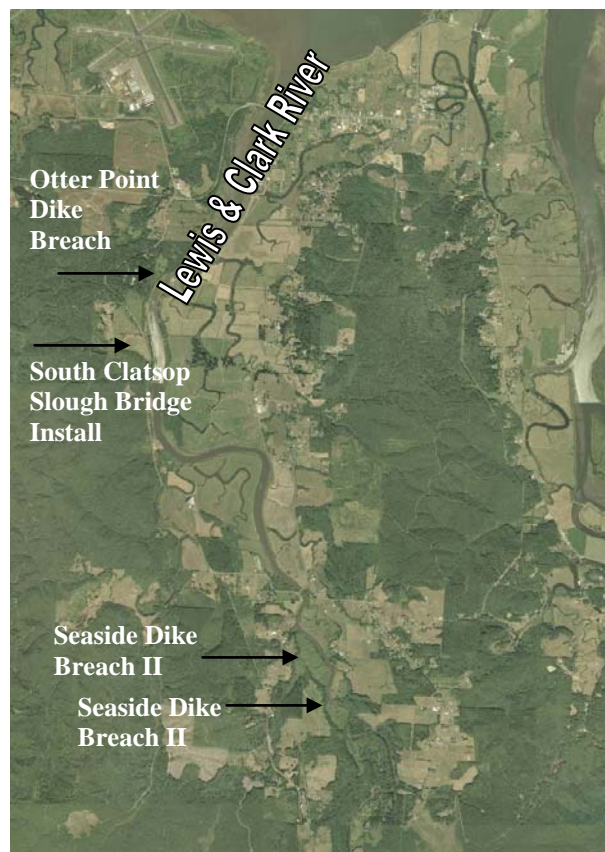 Lewis & Clark River
Otter Point
Dike
Breach
South Clatsop
Slough Bridge
Install
Seaside Dike
Breach II
Seaside Dike
Breach II